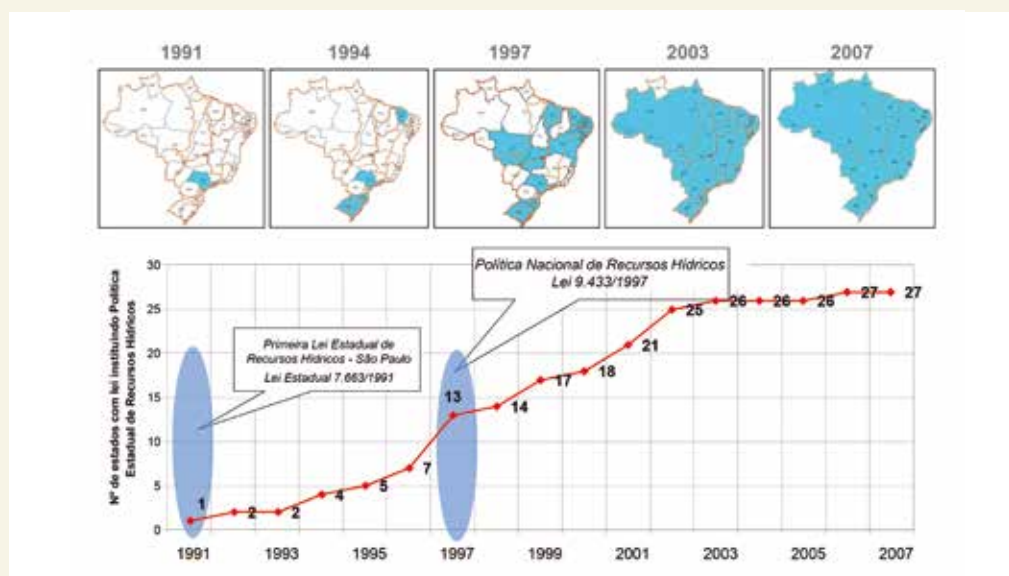 1991 1994 1997 2003 2007
Nº de estados com lei instituindo Política
Estadual de Recursos Hídricos
30
25
20
15
10
5
0
Política Nacional de Recursos Hídricos
Lei 9.433/1997
Primeira Lei Estadual de
Recursos Hídricos - São Paulo
Lei Estadual 7.663/1991
1 2 2 4 5 7 13 14 17 18 21 25 26 26 26 27 27
1991 1993 1995 1997 1999 2001 2003 2005 2007